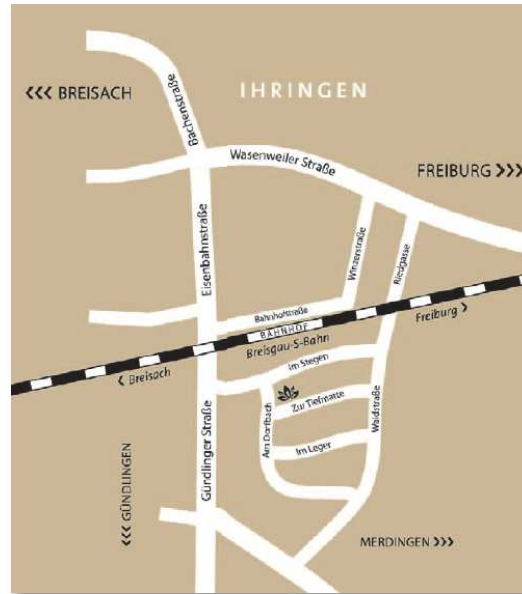 IHRINGEN
<<< BREISACH
Bachenstraße
Wasenweiler Straße
FREIBURG >>>
Eisenbahnstraße
Winzerstraße
Riedgasse
Bahnhofstraße
BAHNHOF
Breisgau-S-Bahn
Freiburg >
< Breisach
Im Stegen
Zur Tiefmatte
Am Dorfbach
Waidstraße
Im Leger
Gündlinger Straße
<<< GÜNDLINGEN
MERDINGEN >>>